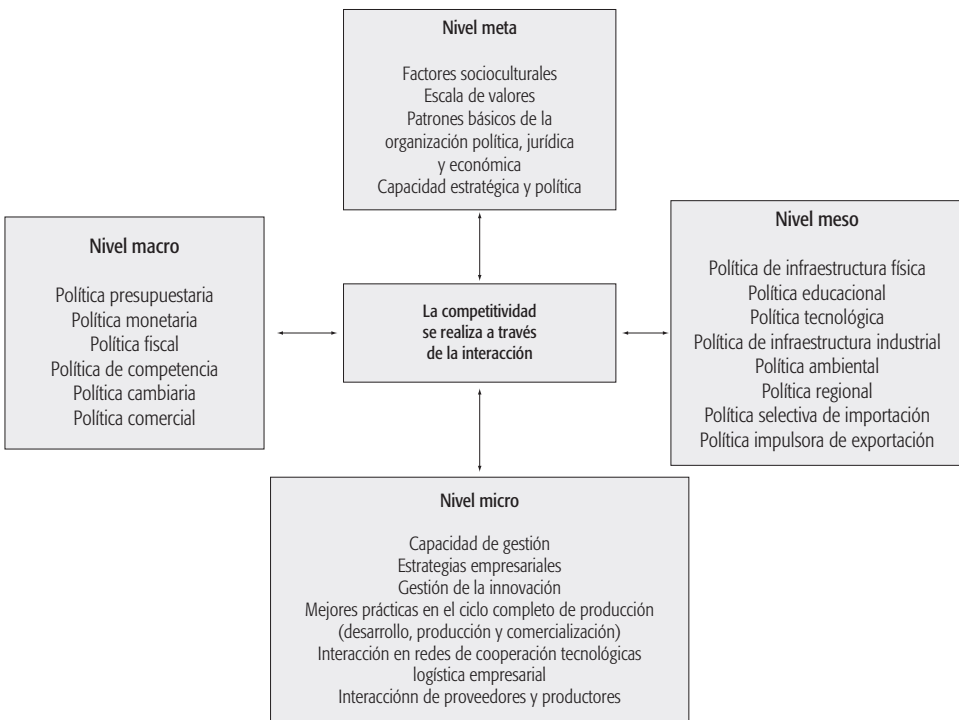 Nivel meta
Factores socioculturales
Escala de valores
Patrones básicos de la
organización política, jurídica
y económica
Capacidad estratégica y política
Nivel macro
Política presupuestaria
Política monetaria
Política fiscal
Política de competencia
Política cambiaria
Política comercial
La competitividad
se realiza a través
de la interacción
Nivel meso
Política de infraestructura física
Política educacional
Política tecnológica
Política de infraestructura industrial
Política ambiental
Política regional
Política selectiva de importación
Política impulsora de exportación
Nivel micro
Capacidad de gestión
Estrategias empresariales
Gestión de la innovación
Mejores prácticas en el ciclo completo de producción
(desarrollo, producción y comercialización)
Interacción en redes de cooperación tecnológicas
logística empresarial
Interacciónn de proveedores y productores